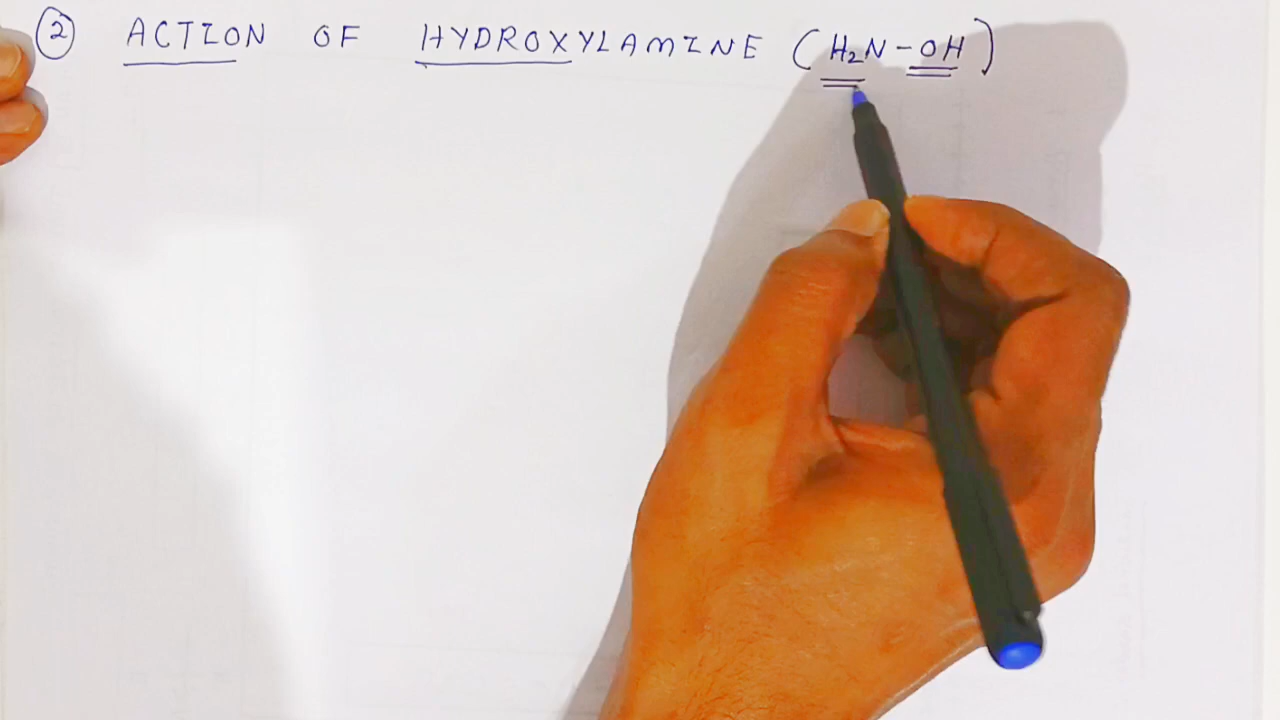 ② ACTION OF HYDROXYLAMINE (H₂N-OH)